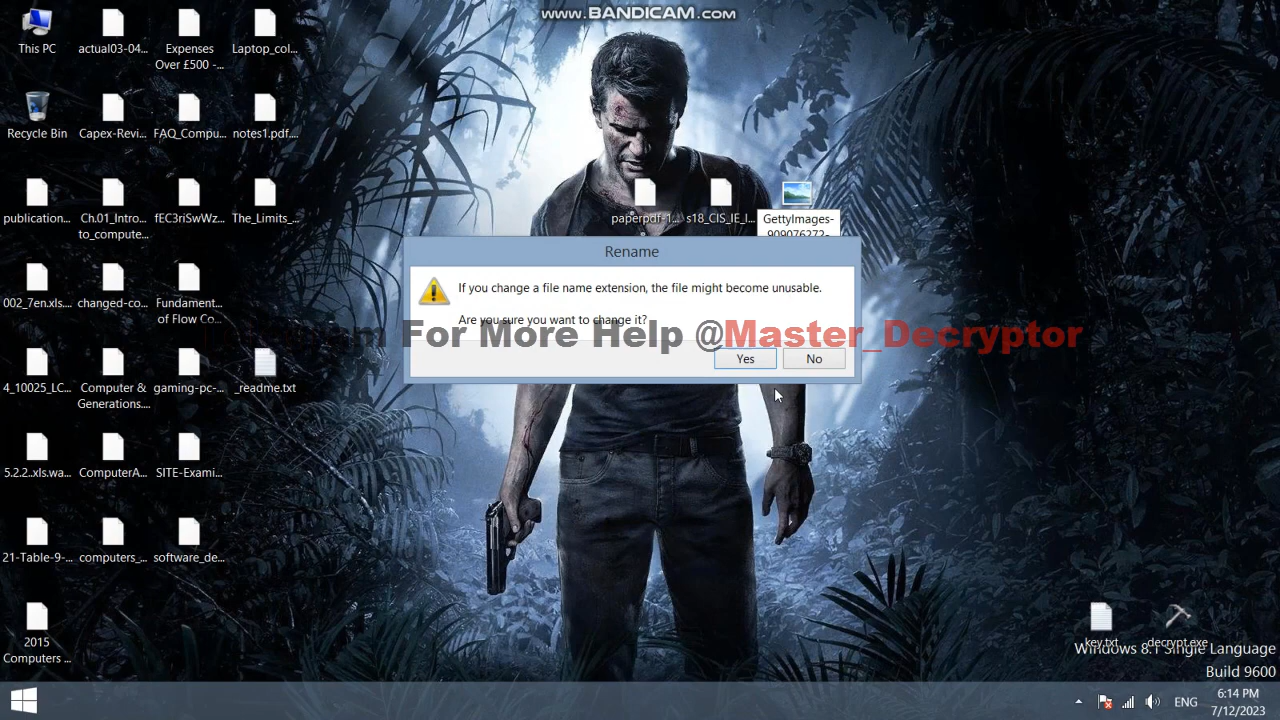 www.BANDICAM.com
This PC
actual03-04...
Expenses
Over £500 -...
Laptop_col...
Recycle Bin
Capex-Revi...
FAQ_Compu...
notes1.pdf....
publication...
Ch.01_Intro...
to_compute...
fEC3riSwWz...
The_Limits_...
paperpdf-1...
s18_CIS_IE_I...
GettyImages-
909076272-
002_7en.xls....
changed-co...
Fundament...
of Flow Co...
Rename
If you change a file name extension, the file might become unusable.
Are you sure you want to change it?
For More Help @Master_Decryptor
Yes
No
4_10025_LC...
Computer &
Generations....
gaming-pc-...
_readme.txt
5.2.2..xls.wa...
ComputerA...
SITE-Exami...
21-Table-9-...
computers_...
software_de...
2015
Computers ...
key.txt
decrypt.exe
Windows 8.1 Single Language
Build 9600
ENG
6:14 PM
7/12/2023